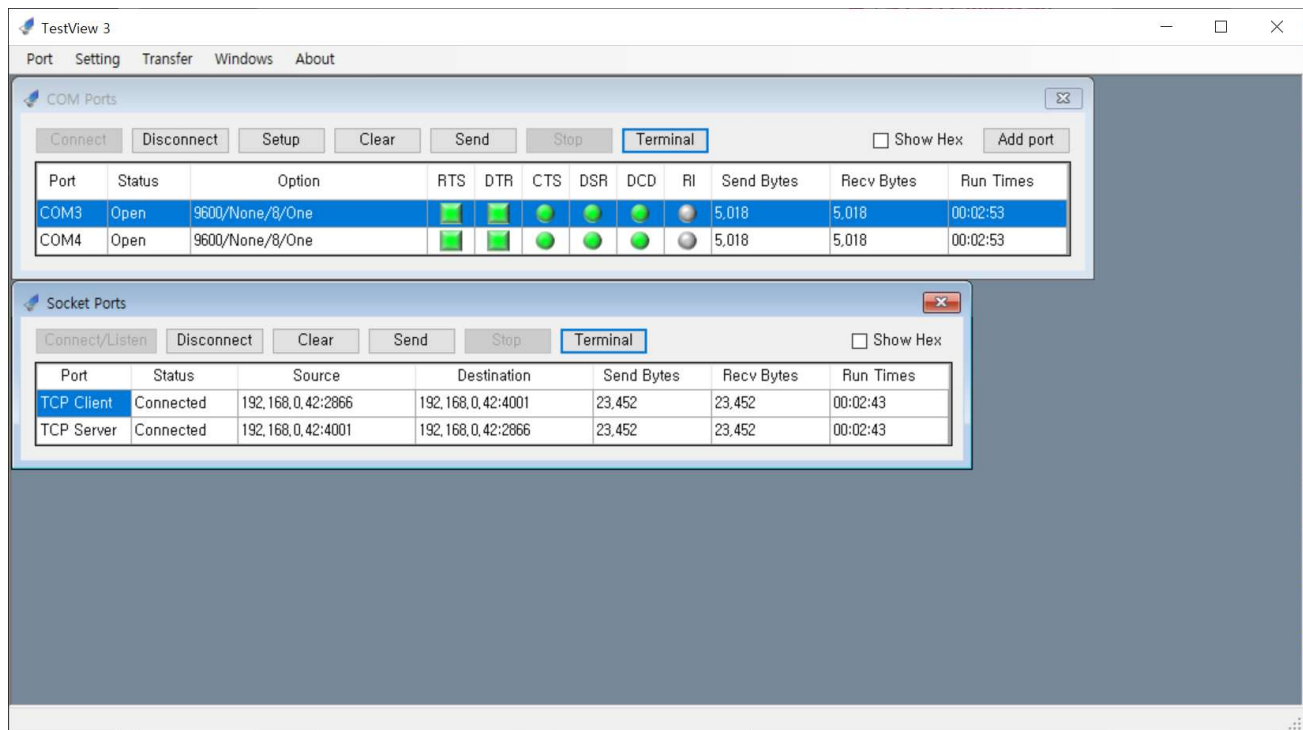 TestView 3
Port Setting Transfer Windows About
COM Ports
Connect Disconnect Setup Clear Send Stop Terminal Show Hex Add port
Port Status Option RTS DTR CTS DSR DCD RI Send Bytes Recv Bytes Run Times
COM3 Open 9600/None/8/One 5,018 5,018 00:02:53
COM4 Open 9600/None/8/One 5,018 5,018 00:02:53
Socket Ports
Connect/Listen Disconnect Clear Send Stop Terminal Show Hex
Port Status Source Destination Send Bytes Recv Bytes Run Times
TCP Client Connected 192,168,0,42:2866 192,168,0,42:4001 23,452 23,452 00:02:43
TCP Server Connected 192,168,0,42:4001 192,168,0,42:2866 23,452 23,452 00:02:43